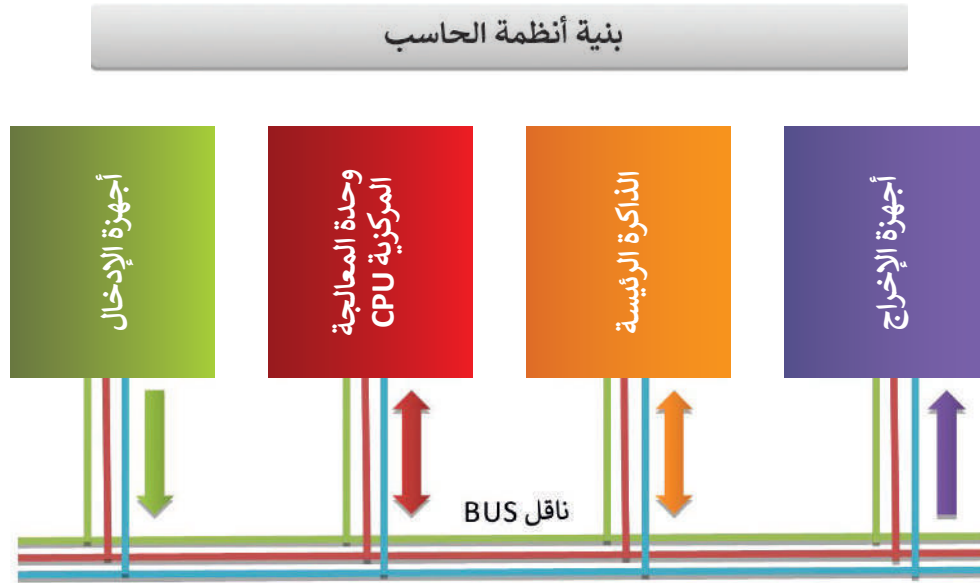 بنية أنظمة الحاسب
أجهزة الإدخال
وحدة المعالجة
المركزية CPU
الذاكرة الرئيسة
أجهزة الإخراج
ناقل BUS